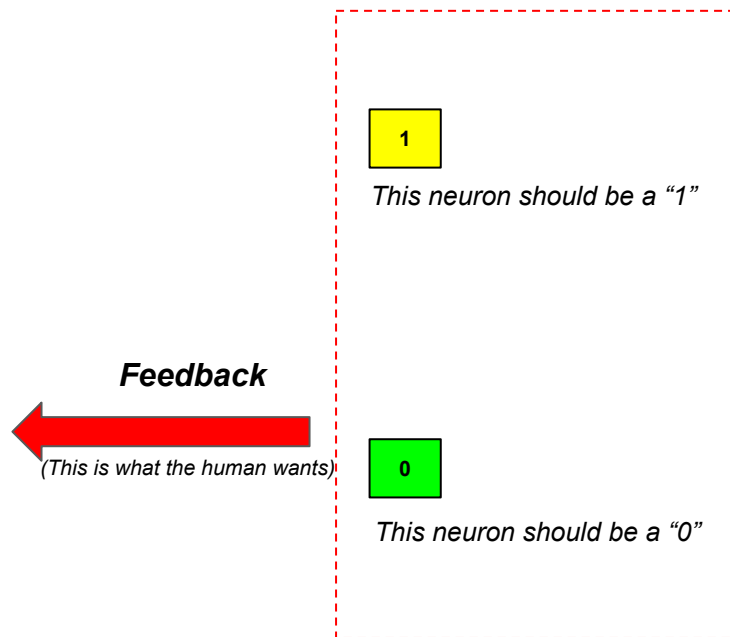 1
This neuron should be a “1”
Feedback
(This is what the human wants)
0
This neuron should be a “0”